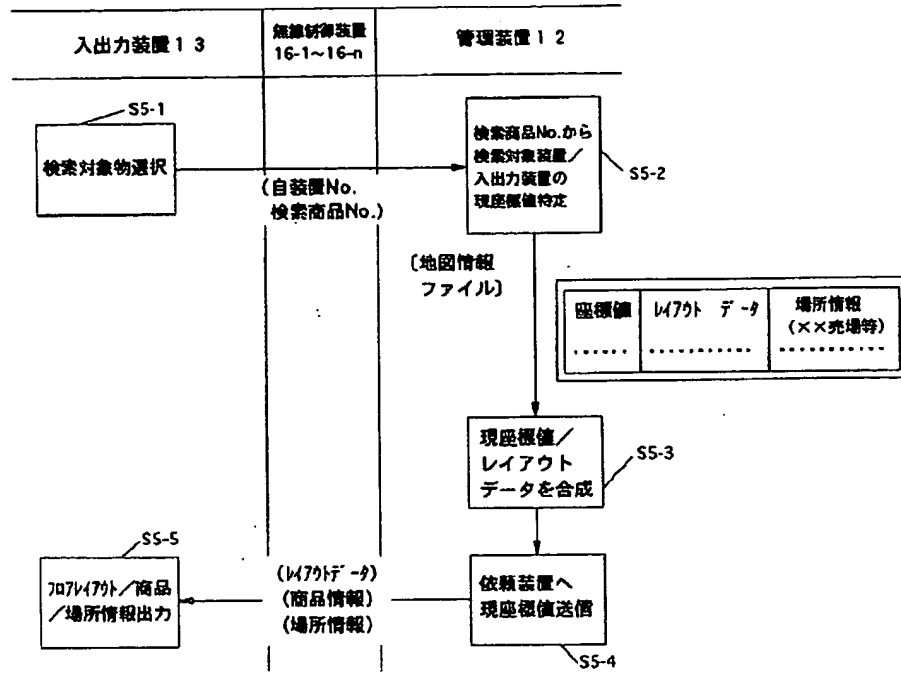 入出力装置13
無線制御装置
16-1～16-n
管理装置12
S5-1
検索対象物選択
(自装置No.
検索商品No.)
検索商品No.から
検索対象装置／
入出力装置の
現座標値特定
S5-2
〔地図情報
ファイル〕
座標値
レイアウト データ
場所情報
(××売場等)
現座標値／
レイアウト
データを合成
S5-3
S5-5
フロアレイアウト／商品
／場所情報出力
(レイアウトデータ)
(商品情報)
(場所情報)
依頼装置へ
現座標値送信
S5-4